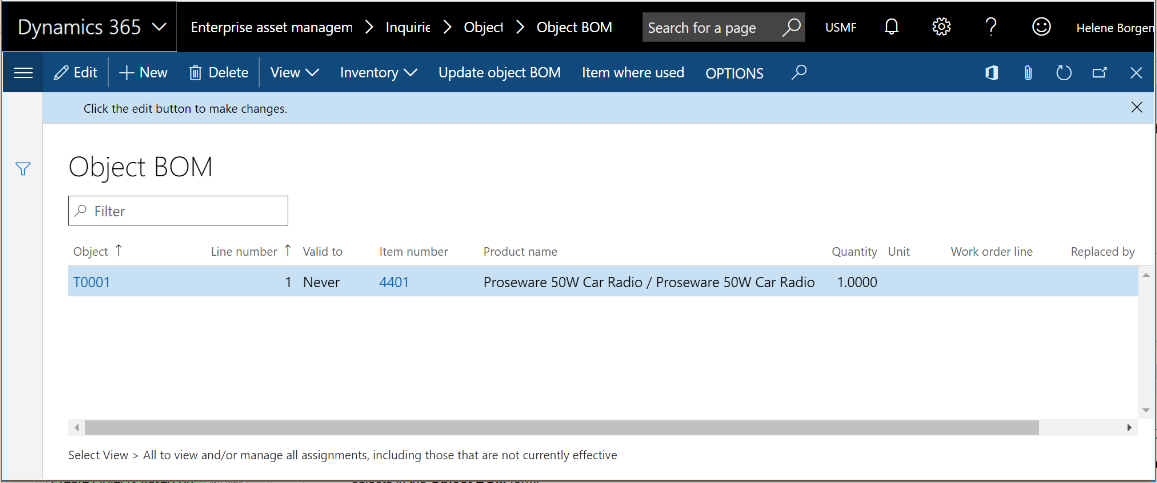 Dynamics 365 Enterprise asset managem > Inquirie > Object > Object BOM Search for a page USMF ? Helene Borgen
Edit + New Delete View Inventory Update object BOM Item where used OPTIONS
Click the edit button to make changes.
Object BOM
Filter
Object ↑ Line number ↑ Valid to Item number Product name Quantity Unit Work order line Replaced by
T0001 1 Never 4401 Proseware 50W Car Radio / Proseware 50W Car Radio 1.0000
Select View > All to view and/or manage all assignments, including those that are not currently effective